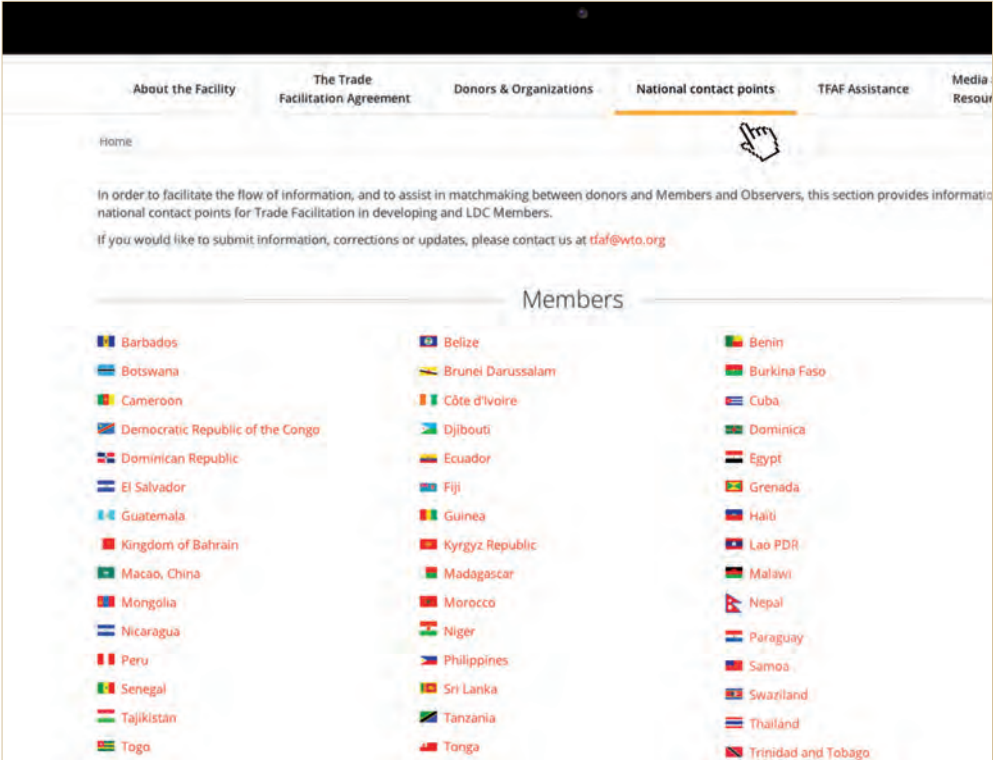 About the Facility
The Trade
Facilitation Agreement
Donors & Organizations
National contact points
TFAF Assistance
Media
Resour
Home
In order to facilitate the flow of information, and to assist in matchmaking between donors and Members and Observers, this section provides informatio
national contact points for Trade Facilitation in developing and LDC Members.
If you would like to submit information, corrections or updates, please contact us at tfaf@wto.org
Members
Barbados
Belize
Benin
Botswana
Brunei Darussalam
Burkina Faso
Cameroon
Côte d'Ivoire
Cuba
Democratic Republic of the Congo
Djibouti
Dominica
Dominican Republic
Ecuador
Egypt
El Salvador
Fiji
Grenada
Guatemala
Guinea
Haiti
Kingdom of Bahrain
Kyrgyz Republic
Lao PDR
Macao, China
Madagascar
Malawi
Mongolia
Morocco
Nepal
Nicaragua
Niger
Paraguay
Peru
Philippines
Samoa
Senegal
Sri Lanka
Swaziland
Tajikistan
Tanzania
Thailand
Togo
Tonga
Trinidad and Tobago